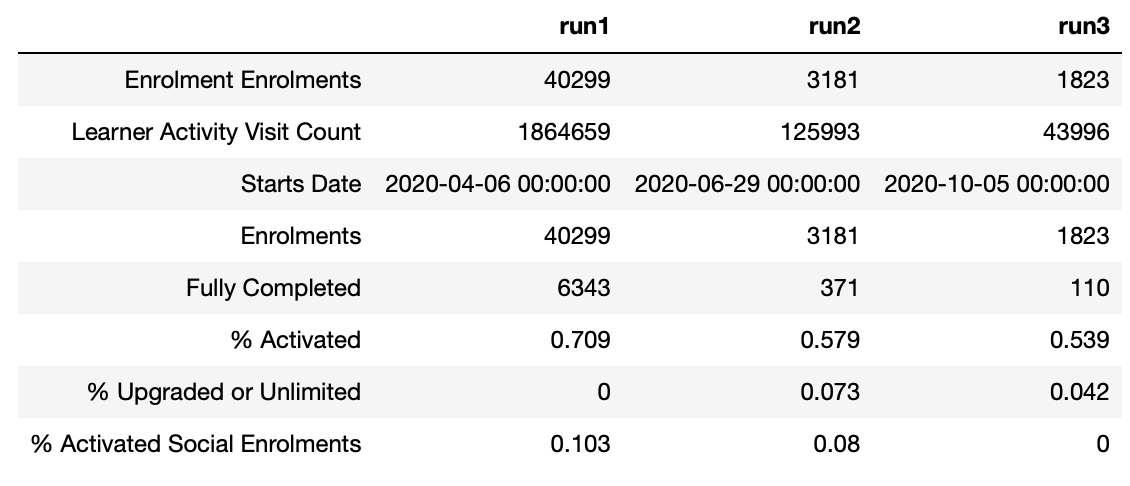 run1 run2 run3
Enrolment Enrolments 40299 3181 1823
Learner Activity Visit Count 1864659 125993 43996
Starts Date 2020-04-06 00:00:00 2020-06-29 00:00:00 2020-10-05 00:00:00
Enrolments 40299 3181 1823
Fully Completed 6343 371 110
% Activated 0.709 0.579 0.539
% Upgraded or Unlimited 0 0.073 0.042
% Activated Social Enrolments 0.103 0.08 0